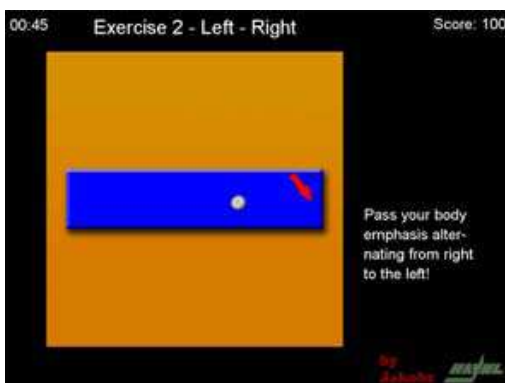 00:45
Exercise 2 - Left - Right
Score: 100
Pass your body
emphasis alter-
nating from right
to the left!
by